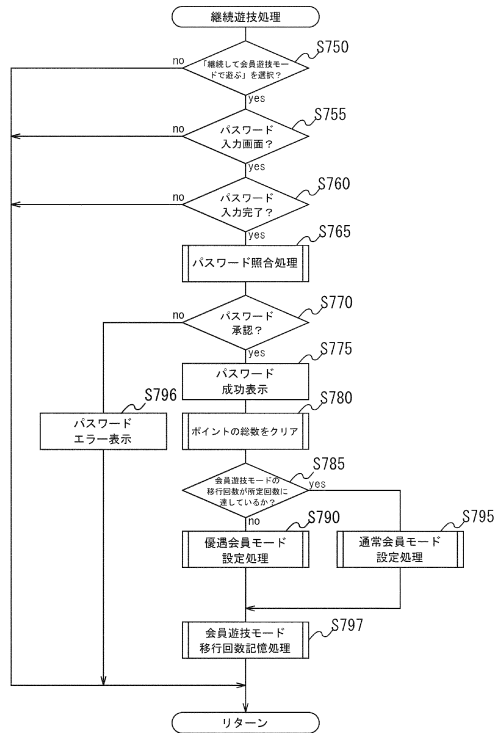 継続遊技処理
S750
「継続して会員遊技モー
ドで遊ぶ」を選択？
no
yes
S755
パスワード
入力画面？
no
yes
S760
パスワード
入力完了？
no
yes
S765
パスワード照合処理
S770
パスワード
承認？
no
yes
S775
パスワード
成功表示
S796
パスワード
エラー表示
S780
ポイントの総数をクリア
S785
会員遊技モードの
移行回数が所定回数に
達しているか？
yes
no
S790
優遇会員モード
設定処理
S795
通常会員モード
設定処理
S797
会員遊技モード
移行回数記憶処理
リターン